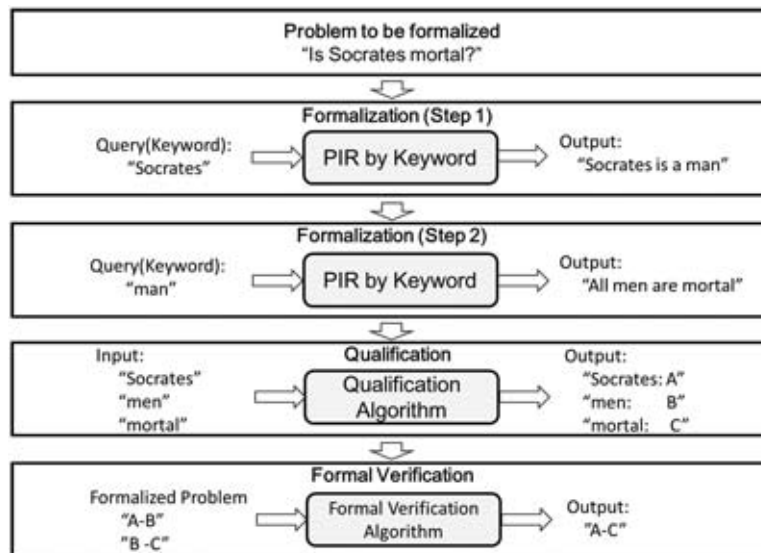 Problem to be formalized
“Is Socrates mortal?”
Formalization (Step 1)
Query(Keyword):
“Socrates”
PIR by Keyword
Output:
“Socrates is a man”
Formalization (Step 2)
Query(Keyword):
“man”
PIR by Keyword
Output:
“All men are mortal”
Qualification
Input:
“Socrates”
“men”
“mortal”
Qualification
Algorithm
Output:
“Socrates: A”
“men: B”
“mortal: C”
Formal Verification
Formalized Problem
“A-B”
“B -C”
Formal Verification
Algorithm
Output:
“A-C”